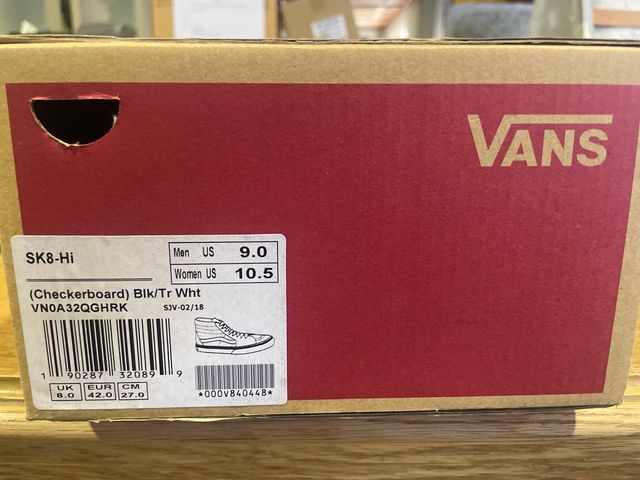 VANS
SK8-Hi
Men US 9.0
Women US 10.5
(Checkerboard) Blk/Tr Wht
VN0A32QGHRK SJV-02/18
1 90287 32089 9
UK EUR CM
8.0 42.0 27.0
*000V840448*